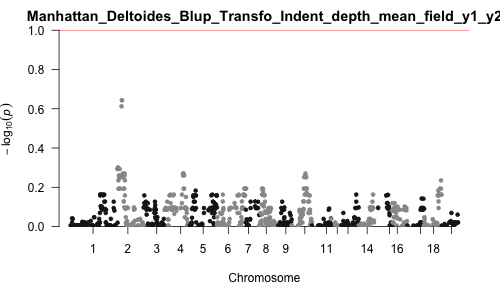 Manhattan_Deltoides_Blup_Transfo_Indent_depth_mean_field_y1_y2
1.0
0.8
0.6
0.4
0.2
0.0
− log10(p)
1 2 3 4 5 6 7 8 9 11 14 16 18
Chromosome